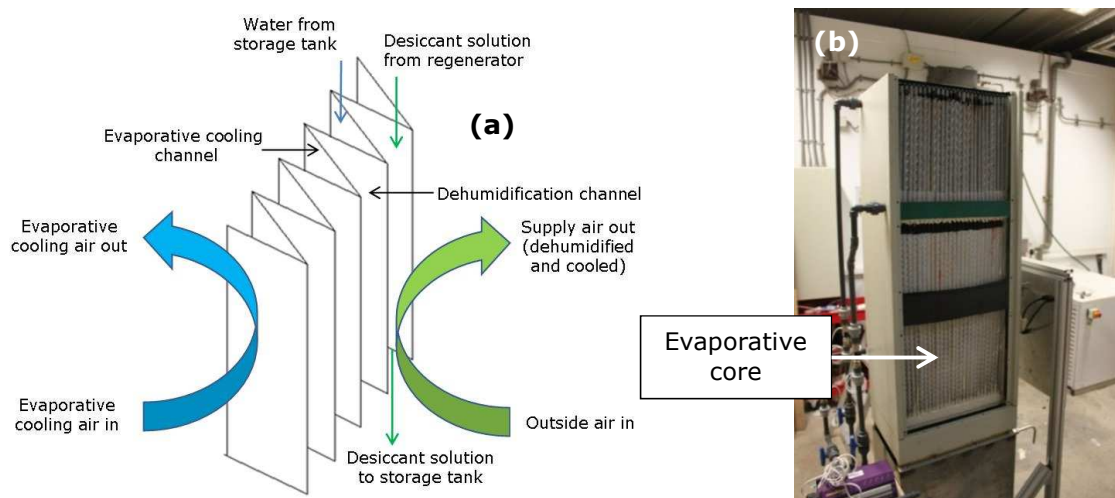 Water from
storage tank
Desiccant solution
from regenerator
(a)
Evaporative cooling
channel
Dehumidification channel
Evaporative
cooling air out
Supply air out
(dehumidified
and cooled)
Evaporative
cooling air in
Outside air in
Desiccant solution
to storage tank
(b)
Evaporative
core